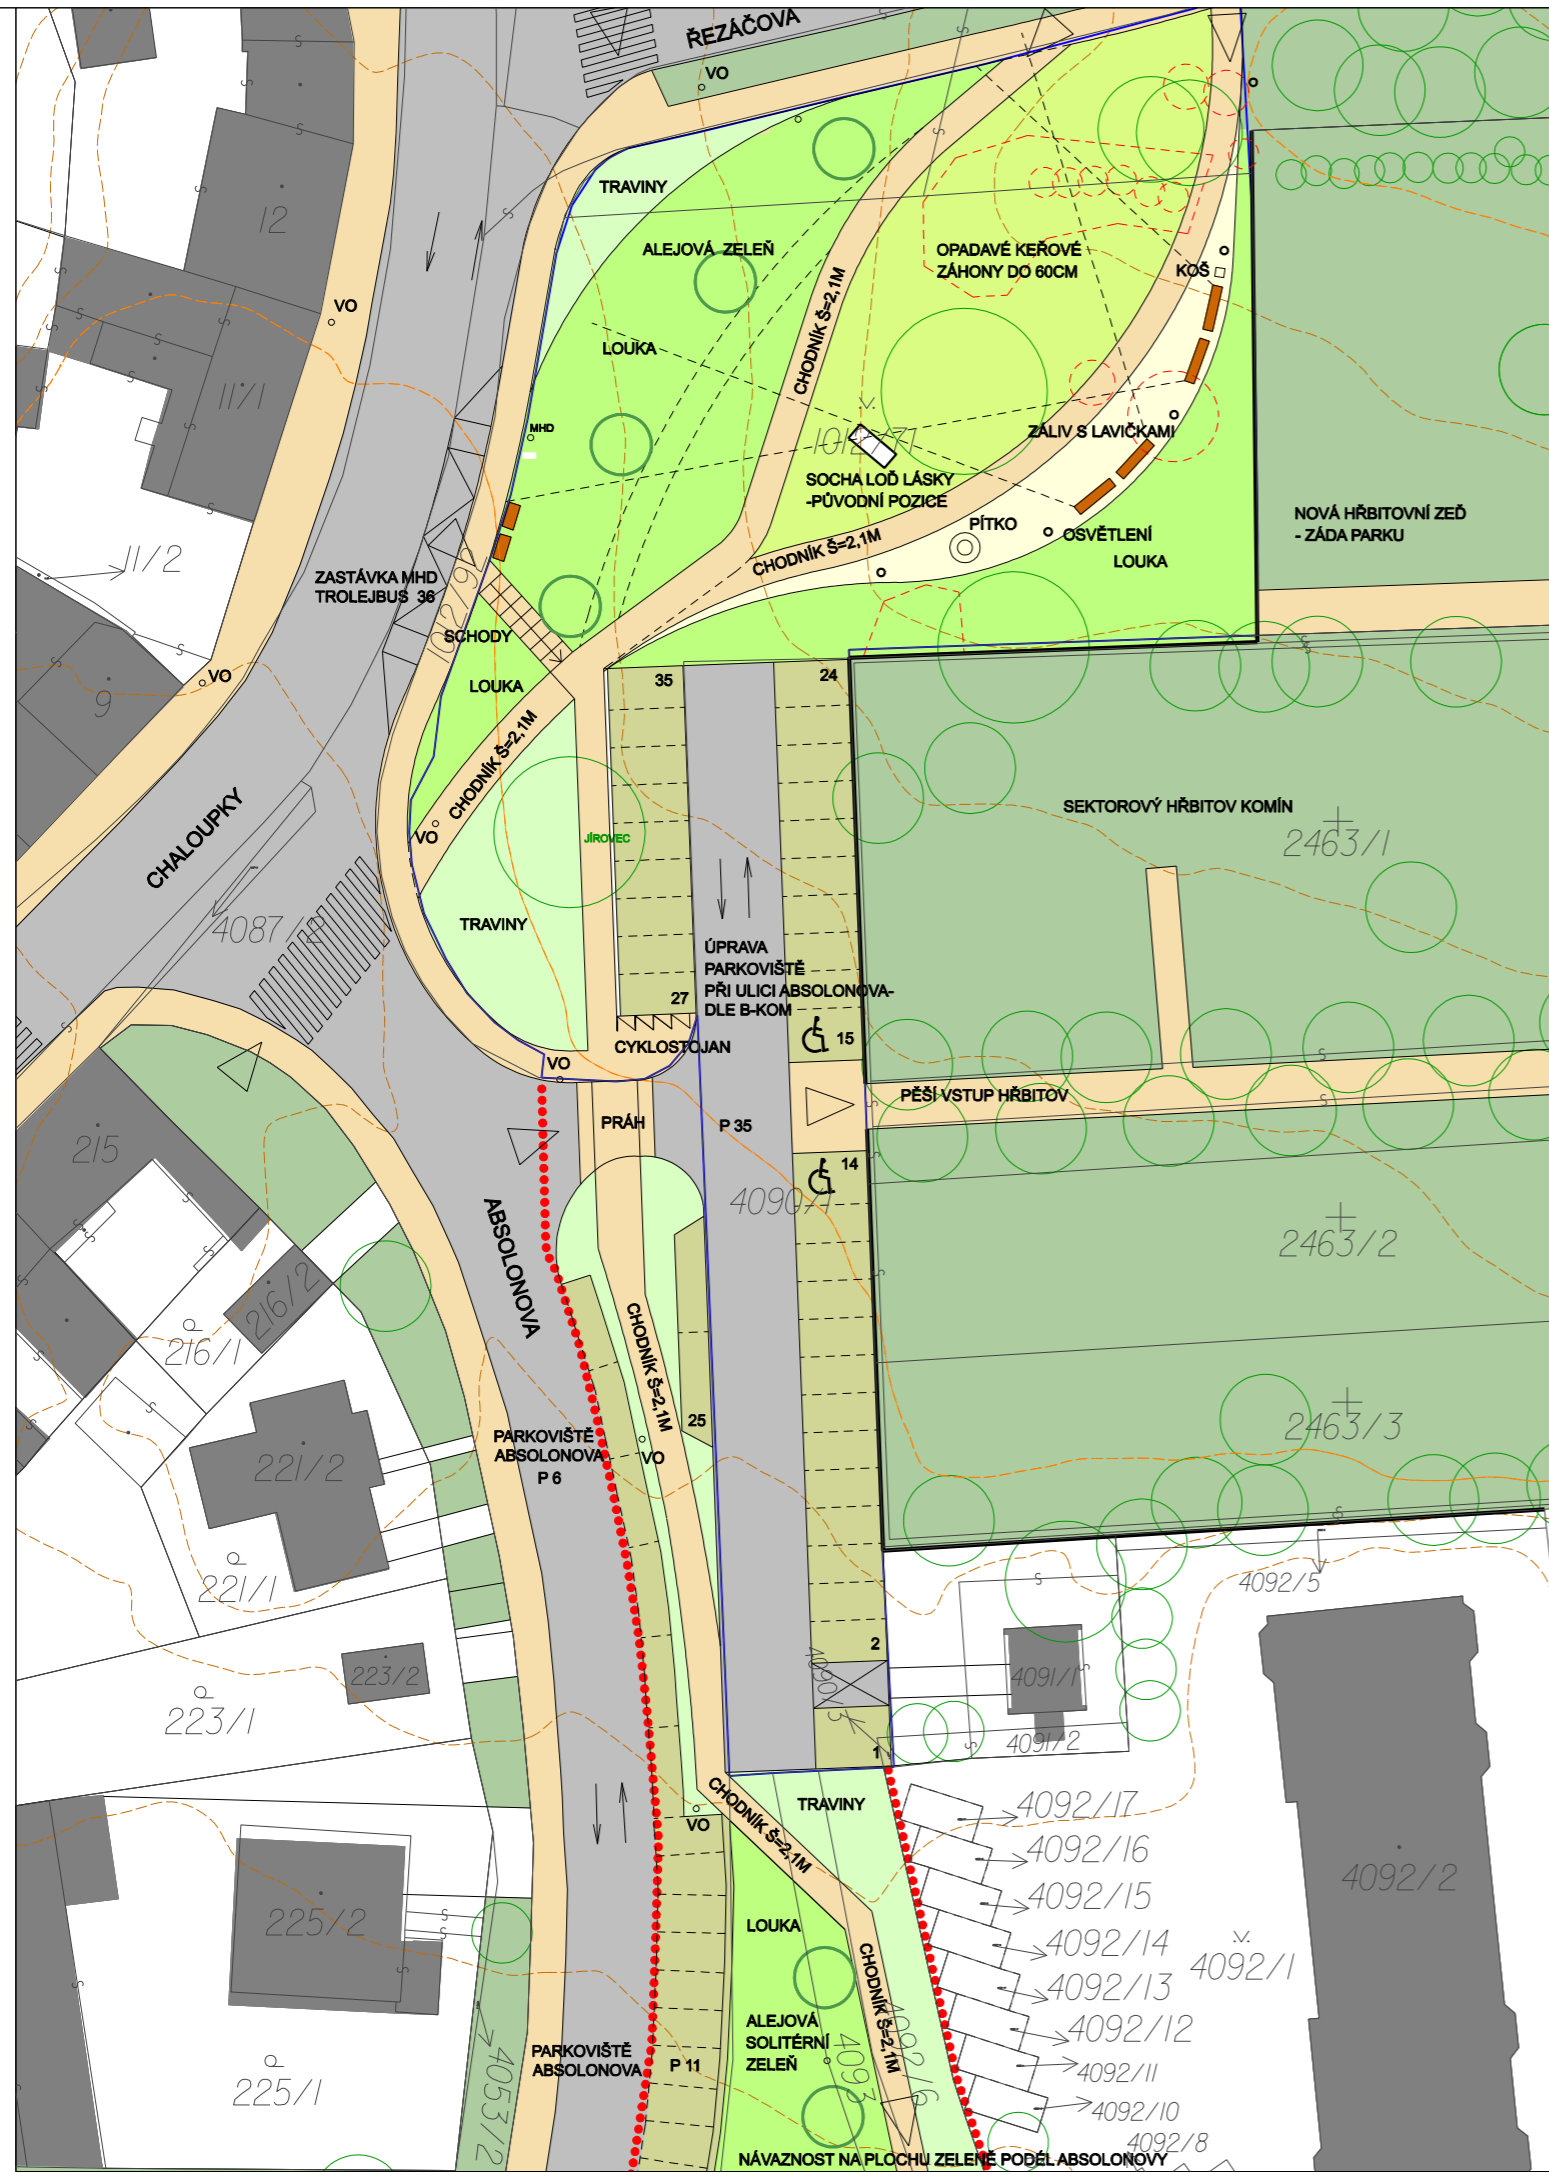 ŘEZÁČOVA
VO
TRAVINY
12
ALEJOVÁ ZELEŇ
OPADAVÉ KEŘOVÉ
ZÁHONY DO 60CM
KOŠ
VO
CHODNÍK Š=2,1M
LOUKA
11/1
MHD
ZÁLIV S LAVIČKAMI
SOCHA LOĎ LÁSKY
-PŮVODNÍ POZICE
PÍTKO
OSVĚTLENÍ
LOUKA
NOVÁ HŘBITOVNÍ ZEĎ
- ZÁDA PARKU
11/2
CHODNÍK Š=2,1M
ZASTÁVKA MHD
TROLEJBUS 36
1012/92
SCHODY
LOUKA
VO
9
35
24
CHODNÍK Š=2,1M
CHALOUPKY
VO
JÍROVEC
SEKTOROVÝ HŘBITOV KOMÍN
2463/1
4087/2
TRAVINY
ÚPRAVA
PARKOVIŠTĚ
PŘI ULICI ABSOLONOVA-
DLE B-KOM
27
15
CYKLOSTOJAN
VO
PĚŠÍ VSTUP HŘBITOV
PRÁH
P 35
215
14
4090/1
ABSOLONOVA
2463/2
216/2
216/1
CHODNÍK Š=2,1M
25
2463/3
PARKOVIŠTĚ
ABSOLONOVA
P 6
VO
221/2
221/1
4092/5
2
223/2
4090/3
4091/1
223/1
4091/2
1
CHODNÍK Š=2,1M
TRAVINY
VO
4092/17
4092/16
4092/2
4092/15
225/2
LOUKA
4092/14
4092/1
4092/13
CHODNÍK Š=2,1M
ALEJOVÁ
SOLITÉRNÍ
ZELEŇ
4092/12
PARKOVIŠTĚ
ABSOLONOVA
P 11
4093
4092/6
4092/11
4053/2
225/1
4092/10
4092/8
NÁVAZNOST NA PLOCHU ZELENĚ PODÉL ABSOLONOVY